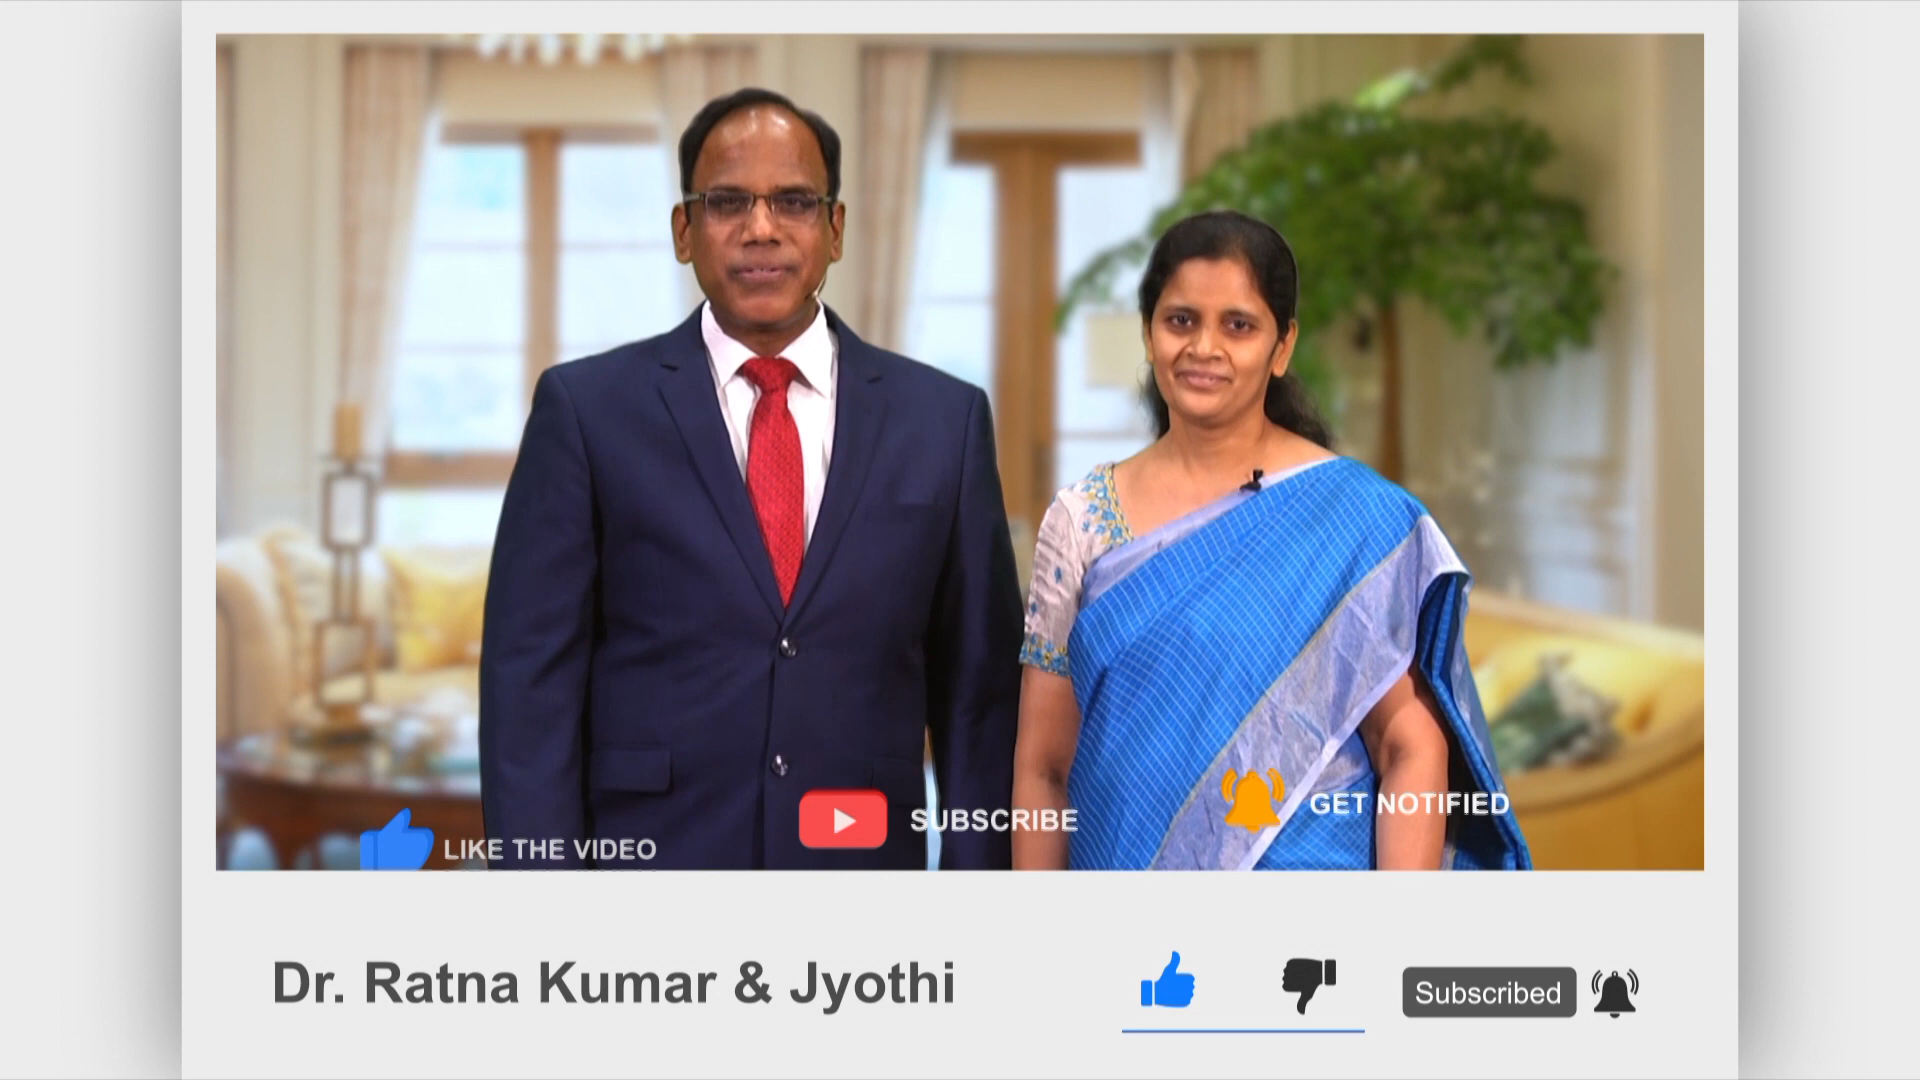 LIKE THE VIDEO
SUBSCRIBE
GET NOTIFIED
Dr. Ratna Kumar & Jyothi
Subscribed